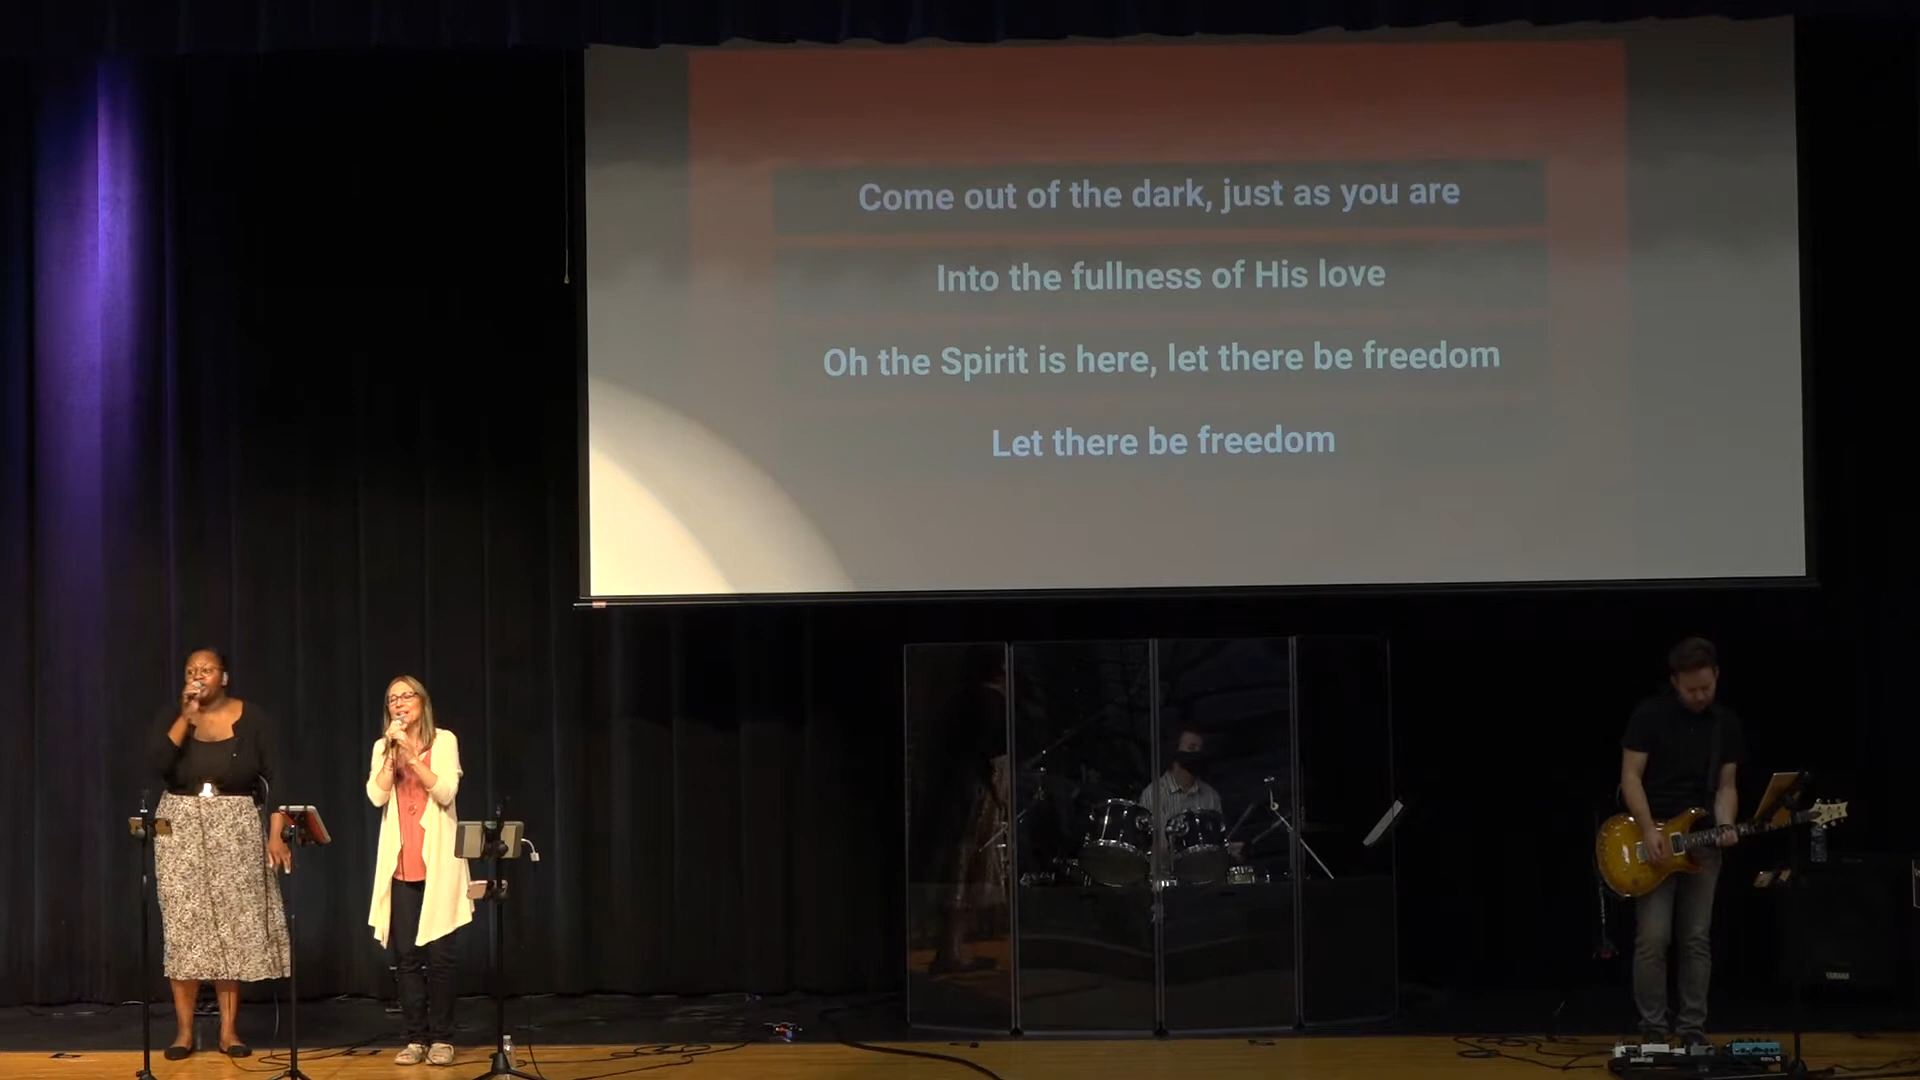 Come out of the dark, just as you are
Into the fullness of His love
Oh the Spirit is here, let there be freedom
Let there be freedom
YAMAHA